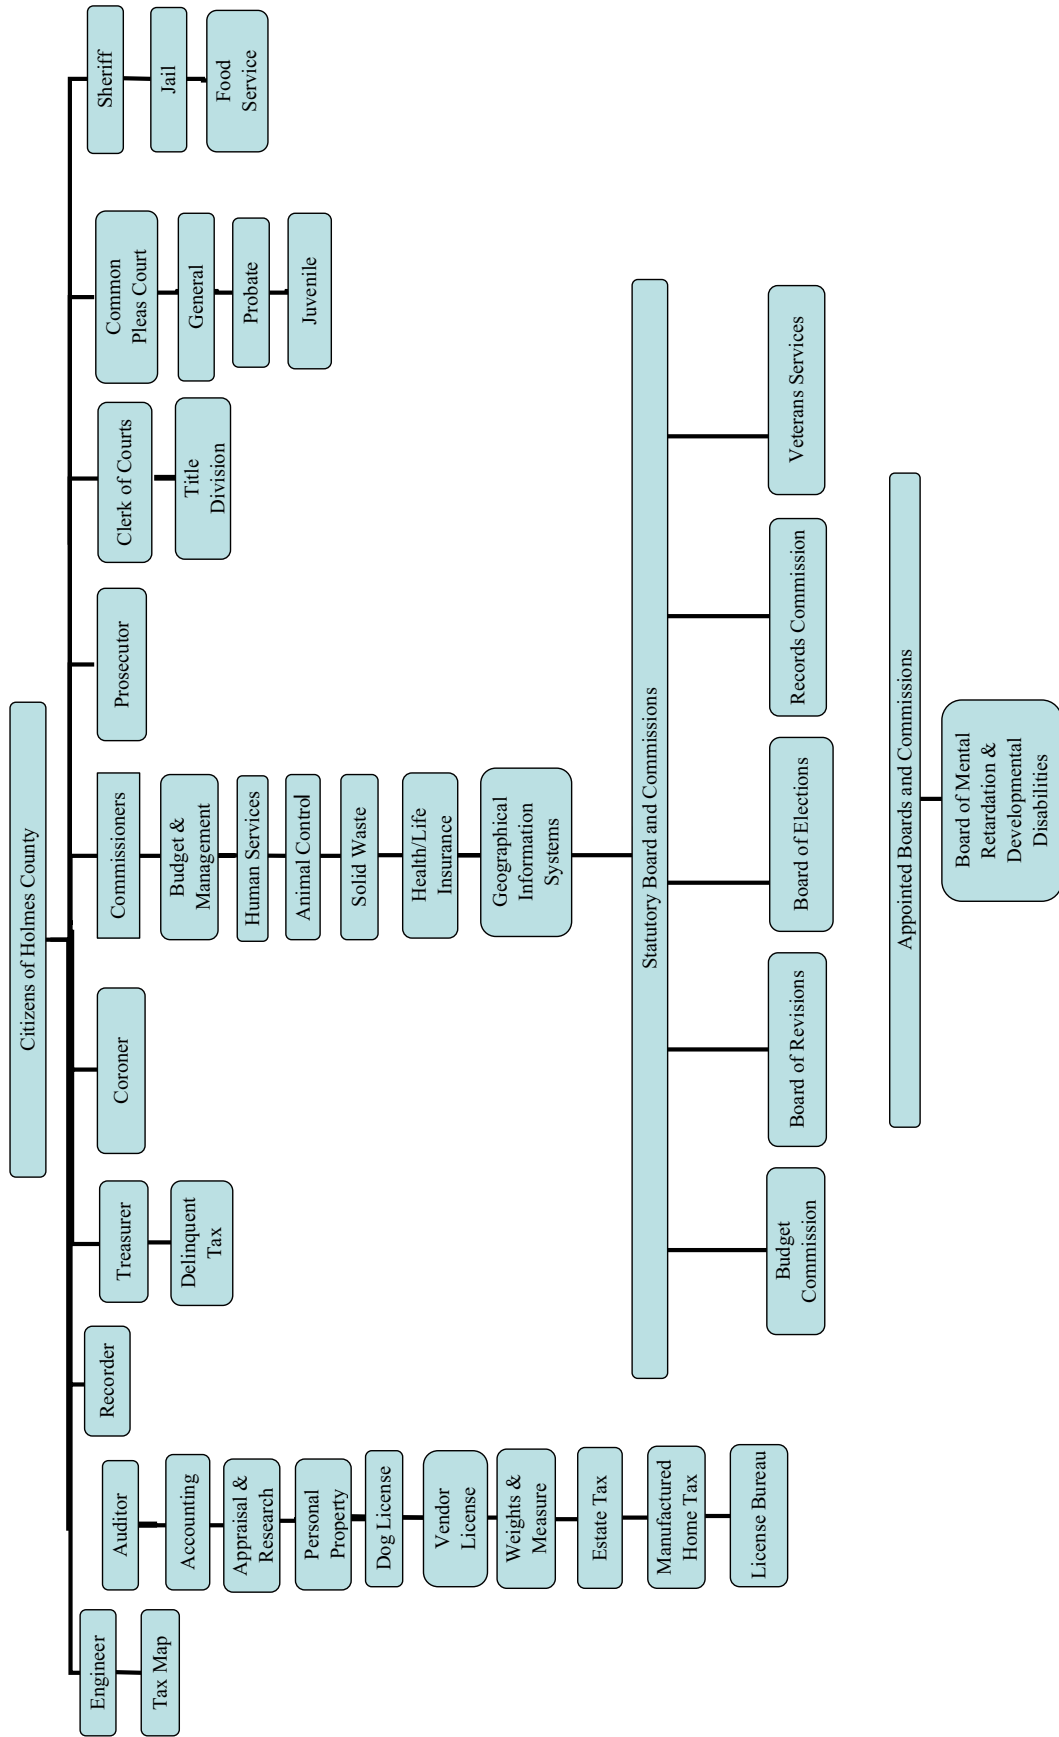 Citizens of Holmes County
Engineer
Tax Map
Auditor
Accounting
Appraisal &
Research
Personal
Property
Dog License
Vendor
License
Weights &
Measure
Estate Tax
Manufactured
Home Tax
License Bureau
Recorder
Treasurer
Delinquent
Tax
Coroner
Commissioners
Budget &
Management
Human Services
Animal Control
Solid Waste
Health/Life
Insurance
Geographical
Information
Systems
Prosecutor
Clerk of Courts
Title
Division
Common
Pleas Court
General
Probate
Juvenile
Sheriff
Jail
Food
Service
Statutory Board and Commissions
Budget
Commission
Board of Revisions
Board of Elections
Records Commission
Veterans Services
Appointed Boards and Commissions
Board of Mental
Retardation &
Developmental
Disabilities